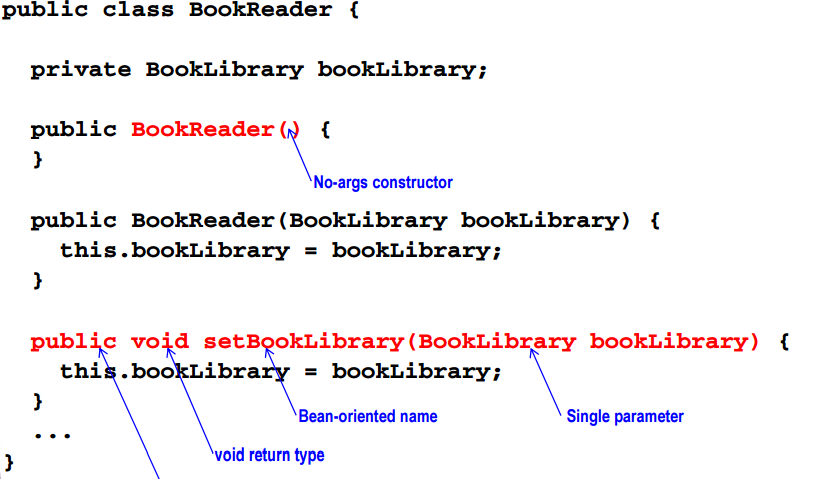 public class BookReader {
private BookLibrary bookLibrary;
public BookReader() {
}
No-args constructor
public BookReader(BookLibrary bookLibrary) {
this.bookLibrary = bookLibrary;
}
public void setBookLibrary(BookLibrary bookLibrary) {
this.bookLibrary = bookLibrary;
}
Bean-oriented name
Single parameter
...
void return type
}